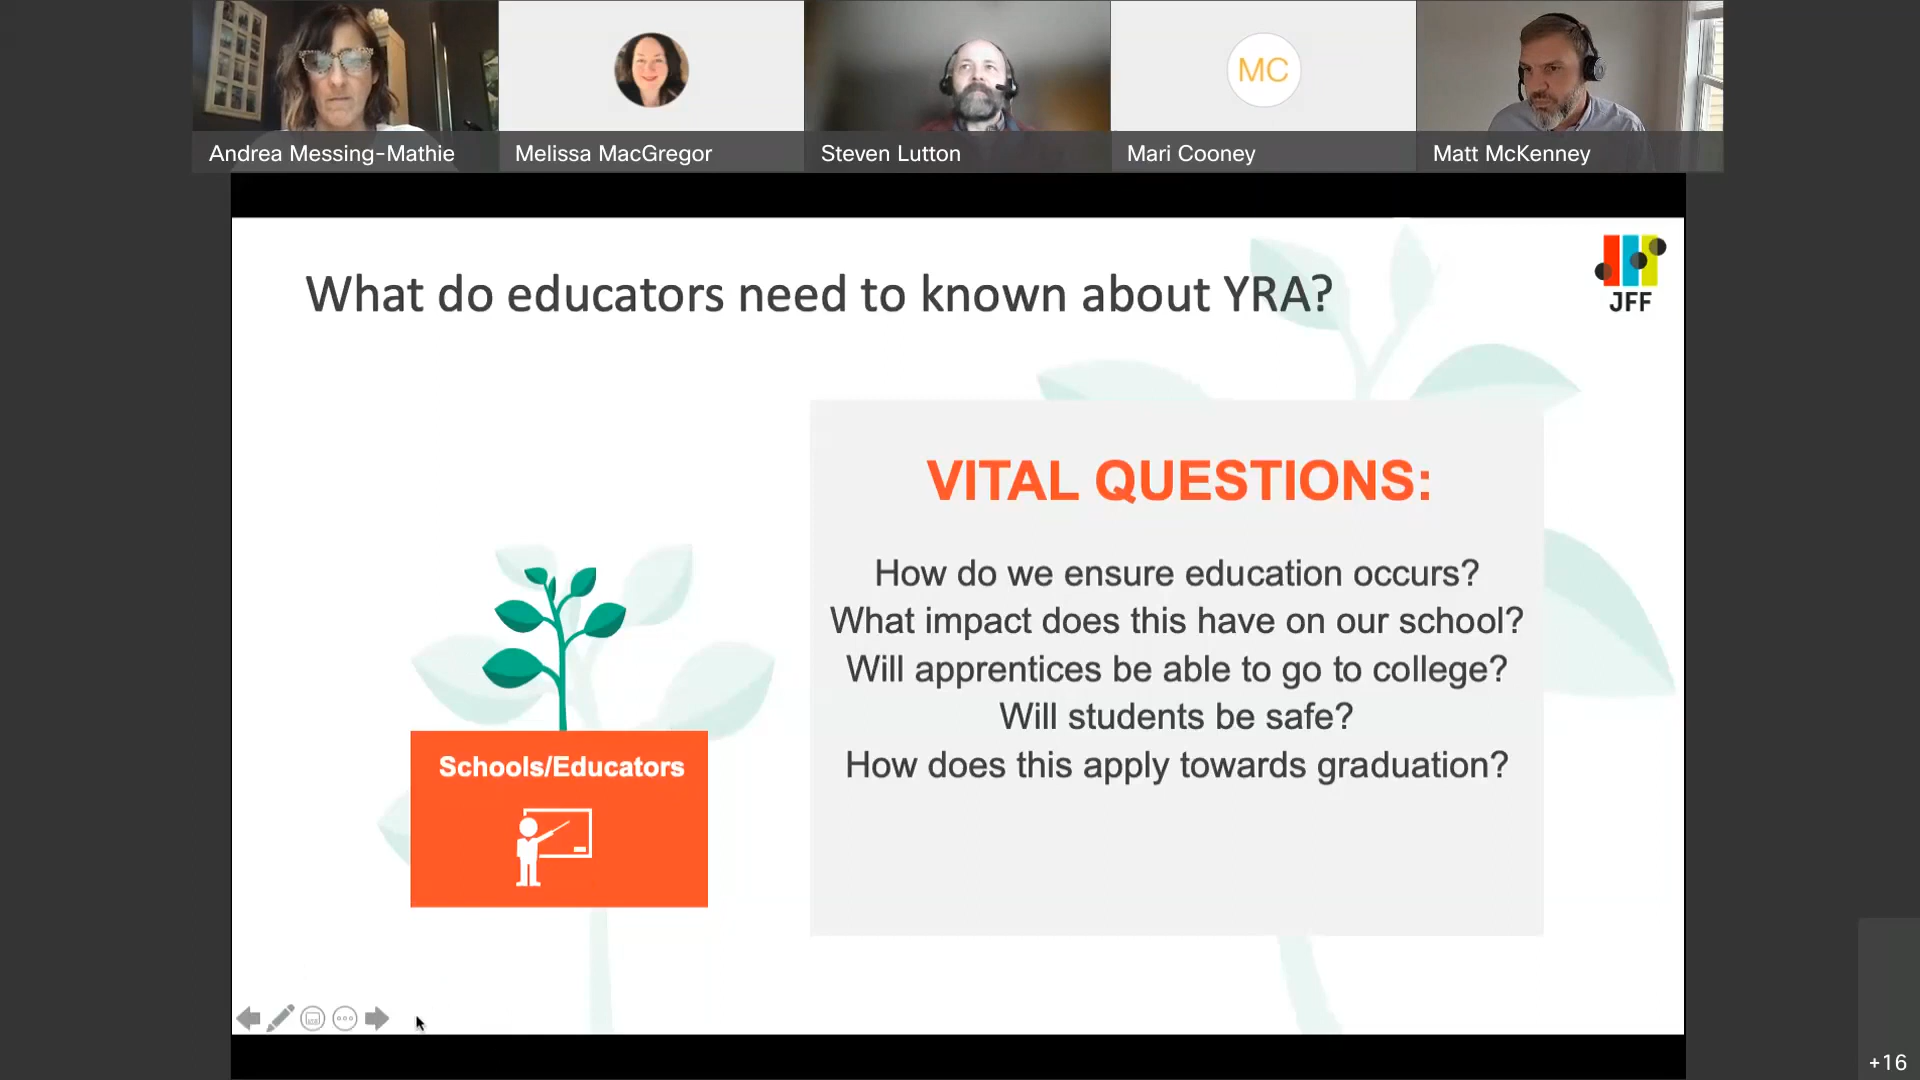 Andrea Messing-Mathie
Melissa MacGregor
Steven Lutton
MC
Mari Cooney
Matt McKenney
What do educators need to known about YRA?
JFF
VITAL QUESTIONS:
How do we ensure education occurs?
What impact does this have on our school?
Will apprentices be able to go to college?
Will students be safe?
How does this apply towards graduation?
Schools/Educators
+16